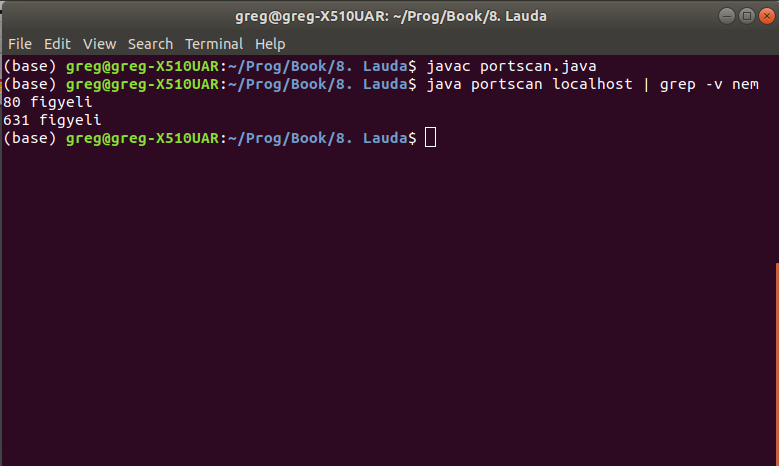 greg@greg-X510UAR: ~/Prog/Book/8. Lauda
File Edit View Search Terminal Help
(base) greg@greg-X510UAR:~/Prog/Book/8. Lauda$ javac portscan.java
(base) greg@greg-X510UAR:~/Prog/Book/8. Lauda$ java portscan localhost | grep -v nem
80 figyeli
631 figyeli
(base) greg@greg-X510UAR:~/Prog/Book/8. Lauda$